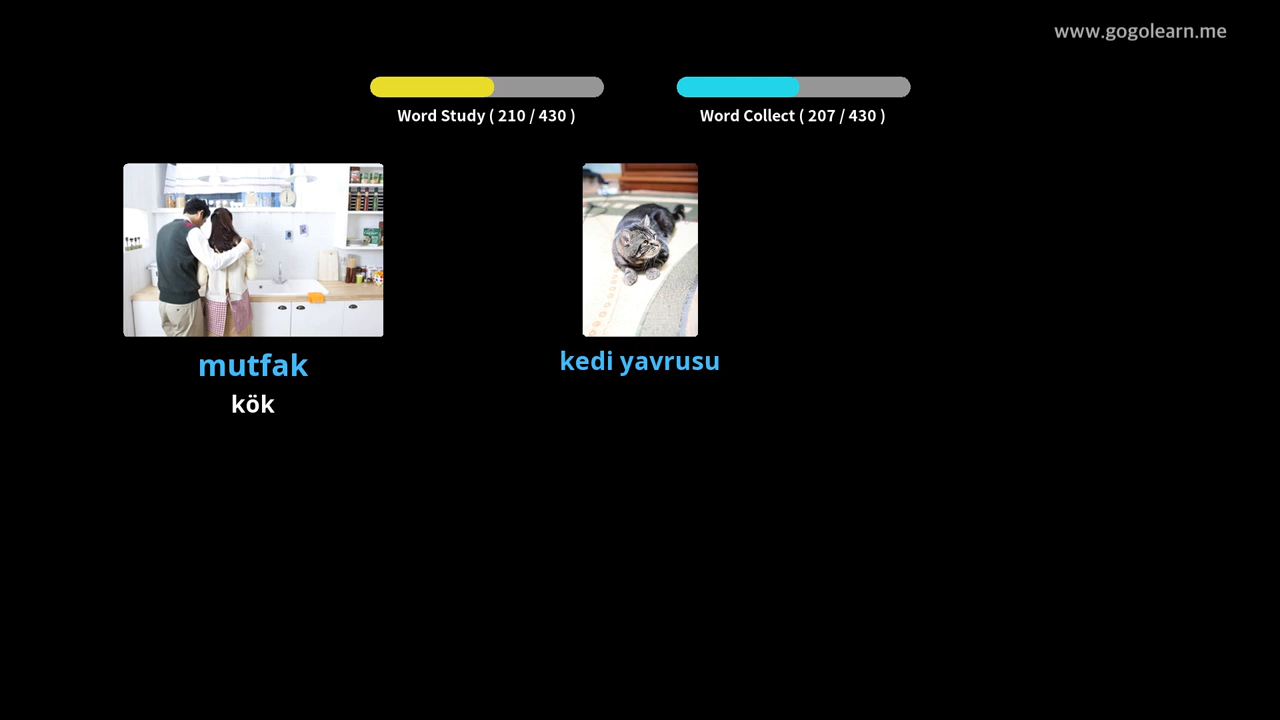 www.gogolearn.me
Word Study ( 210 / 430 )
Word Collect ( 207 / 430 )
mutfak
kök
kedi yavrusu